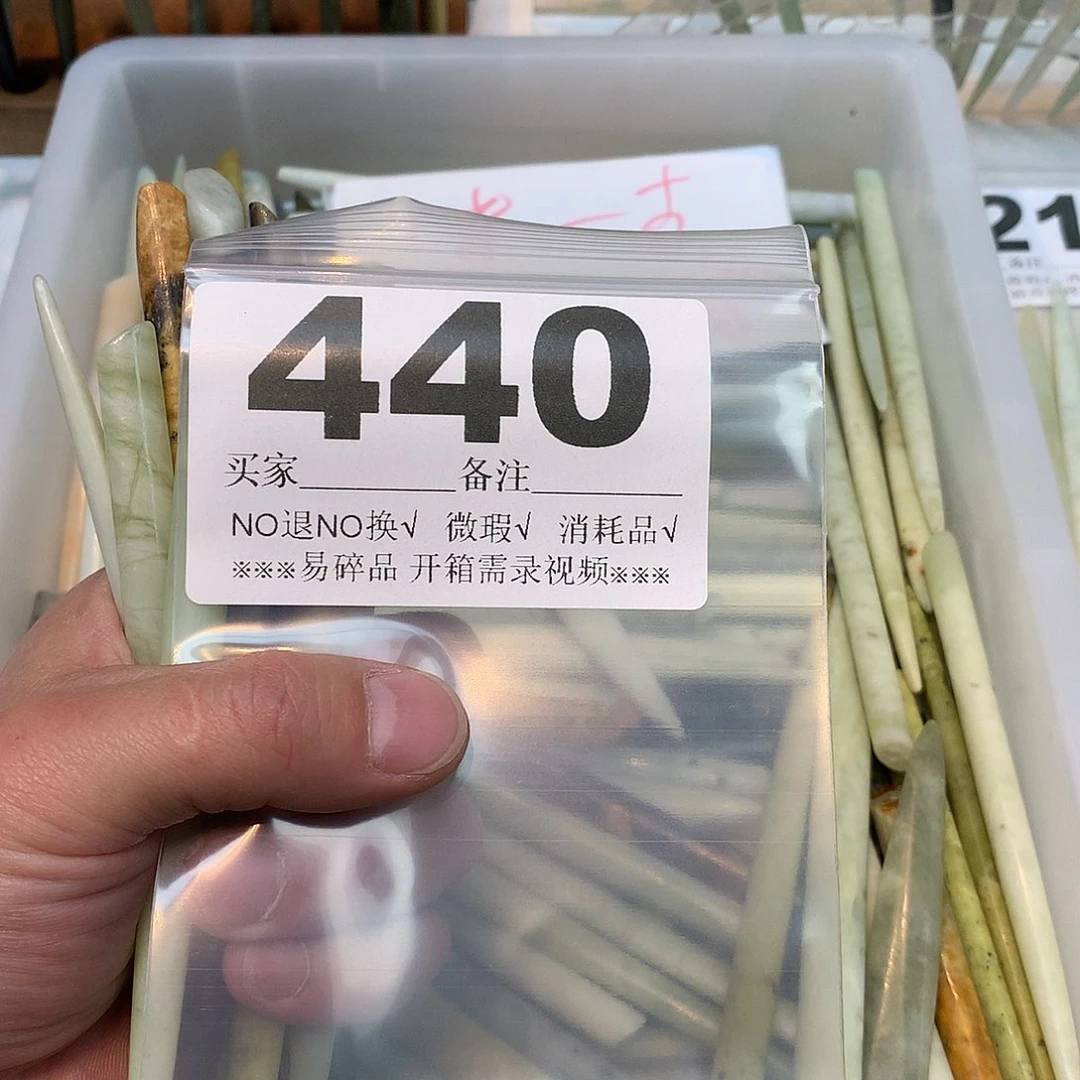 440
买家________备注________
NO退NO换√ 微瑕√ 消耗品√
※※※易碎品 开箱需录视频※※※
21
备注